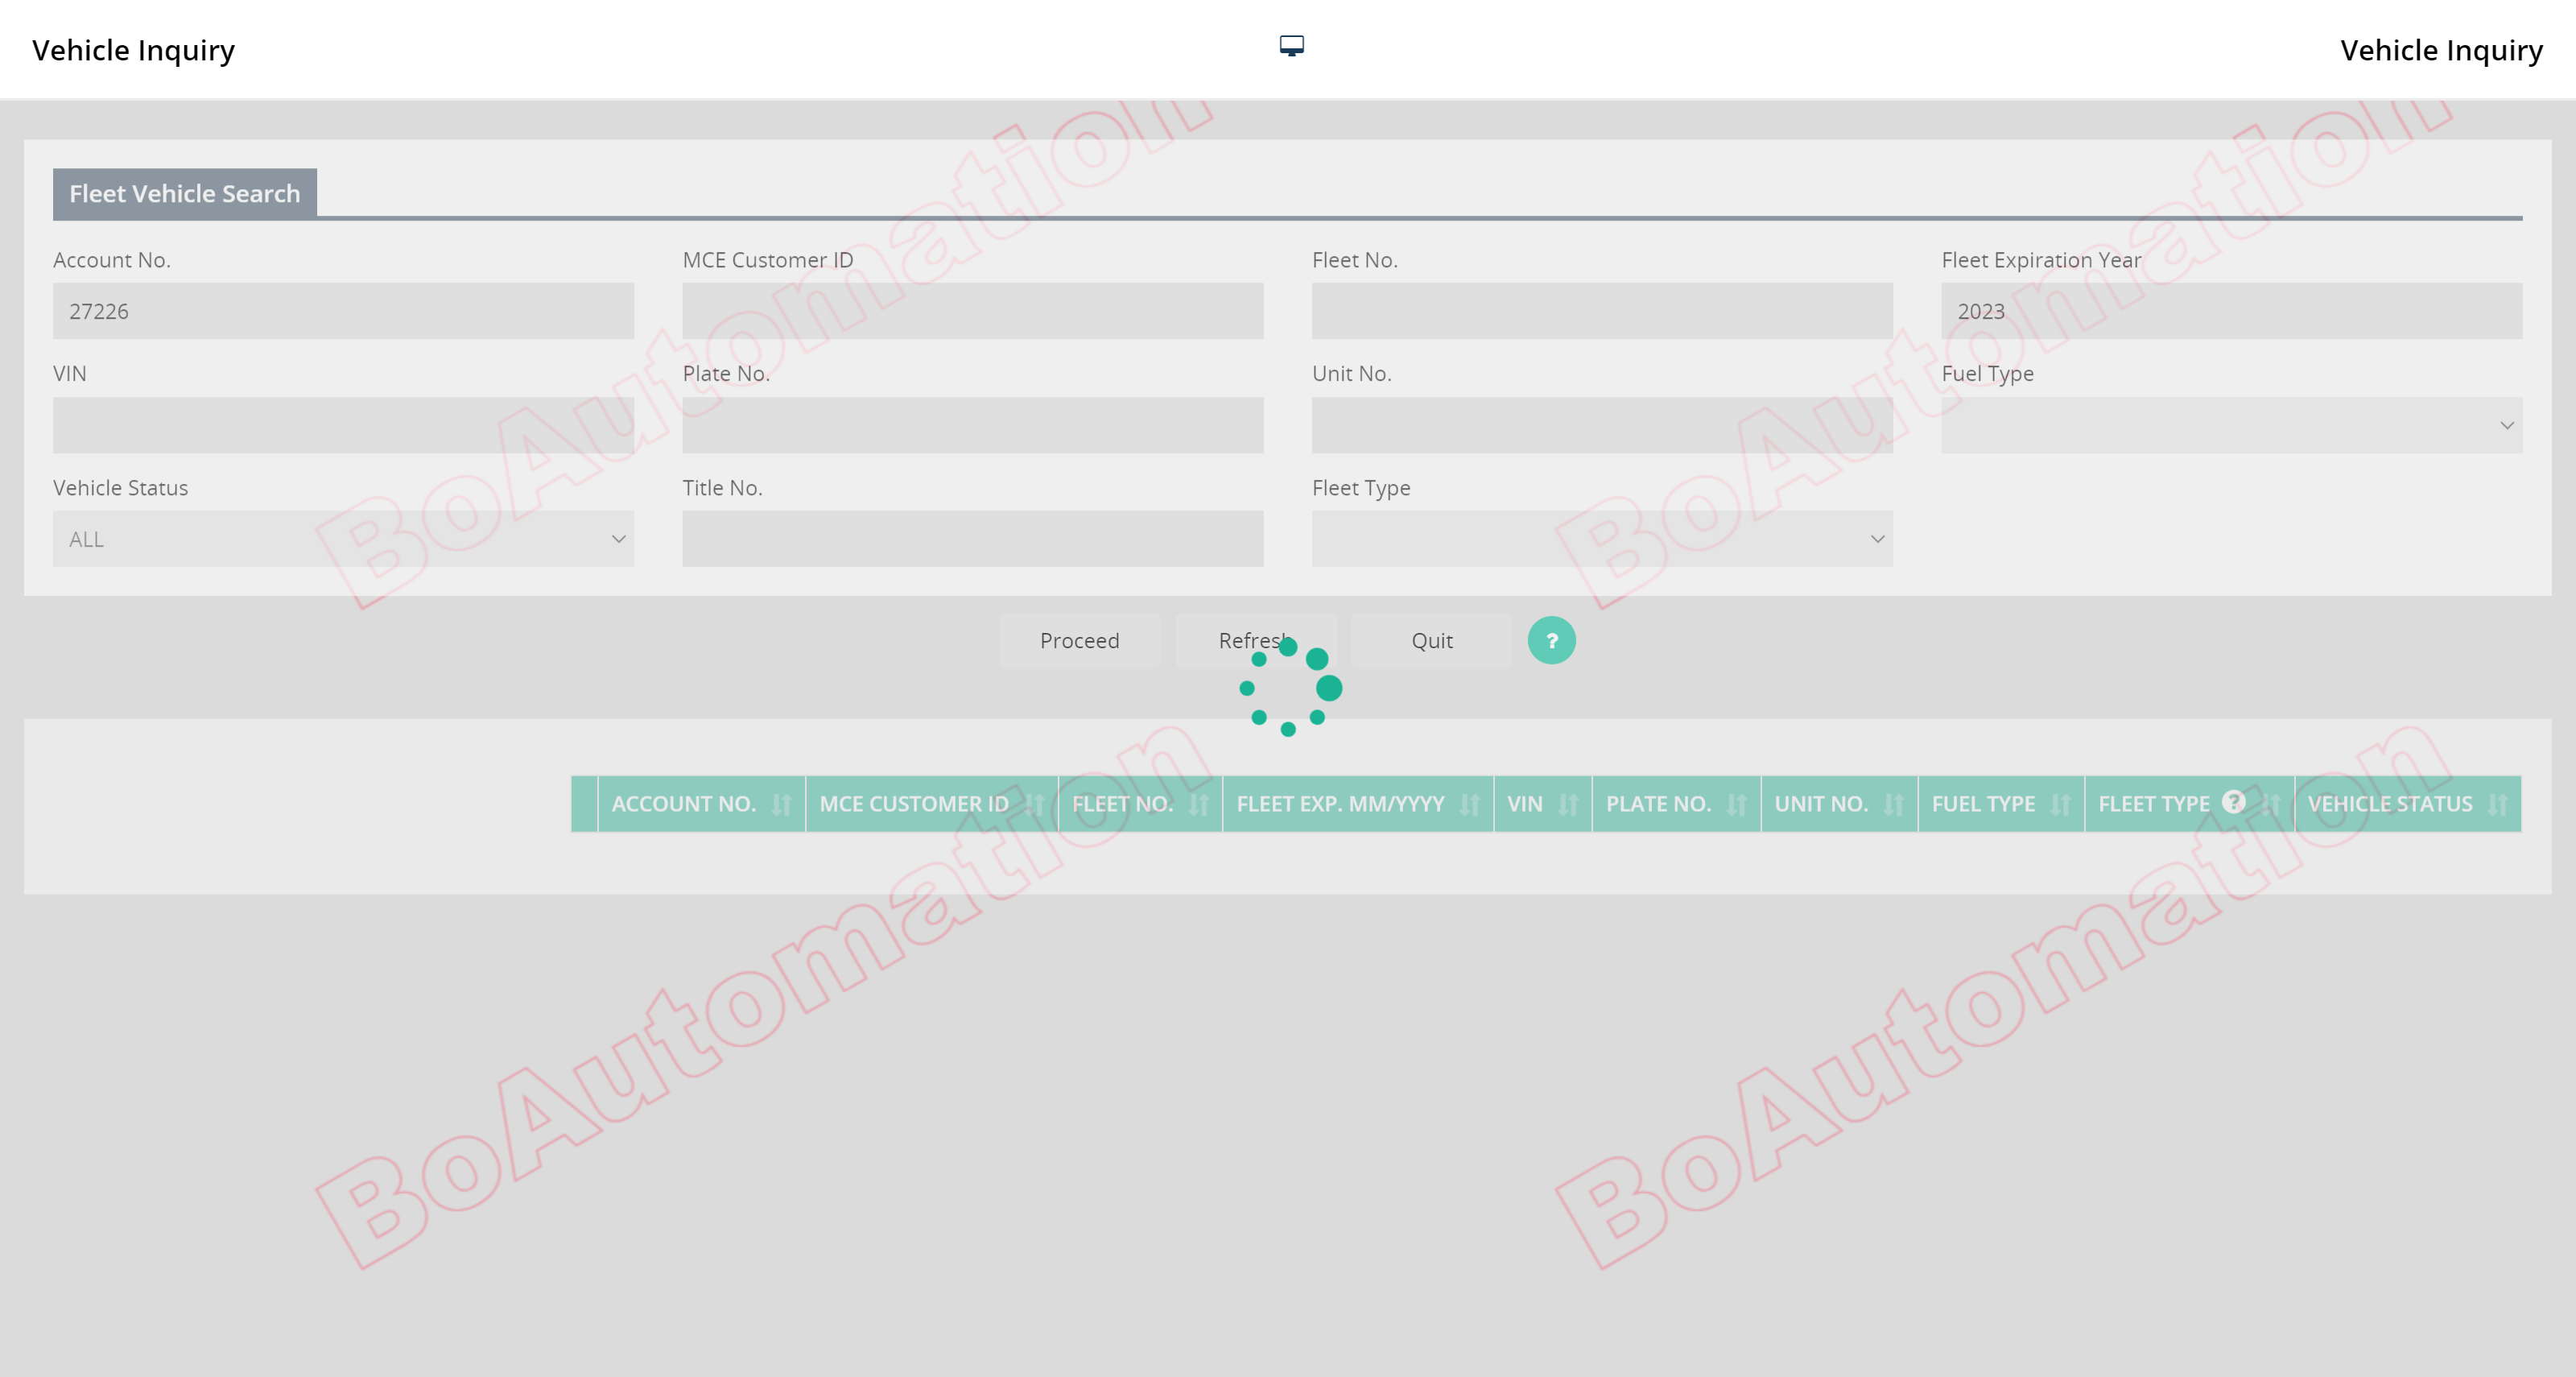 Vehicle Inquiry
Vehicle Inquiry
Fleet Vehicle Search
Account No.
MCE Customer ID
Fleet No.
Fleet Expiration Year
27226
2023
VIN
Plate No.
Unit No.
Fuel Type
Vehicle Status
Title No.
Fleet Type
ALL
Proceed
Refresh
Quit
?
ACCOUNT NO.
MCE CUSTOMER ID
FLEET NO.
FLEET EXP. MM/YYYY
VIN
PLATE NO.
UNIT NO.
FUEL TYPE
FLEET TYPE ?
VEHICLE STATUS
BoAutomation
BoAutomation
BoAutomation
BoAutomation